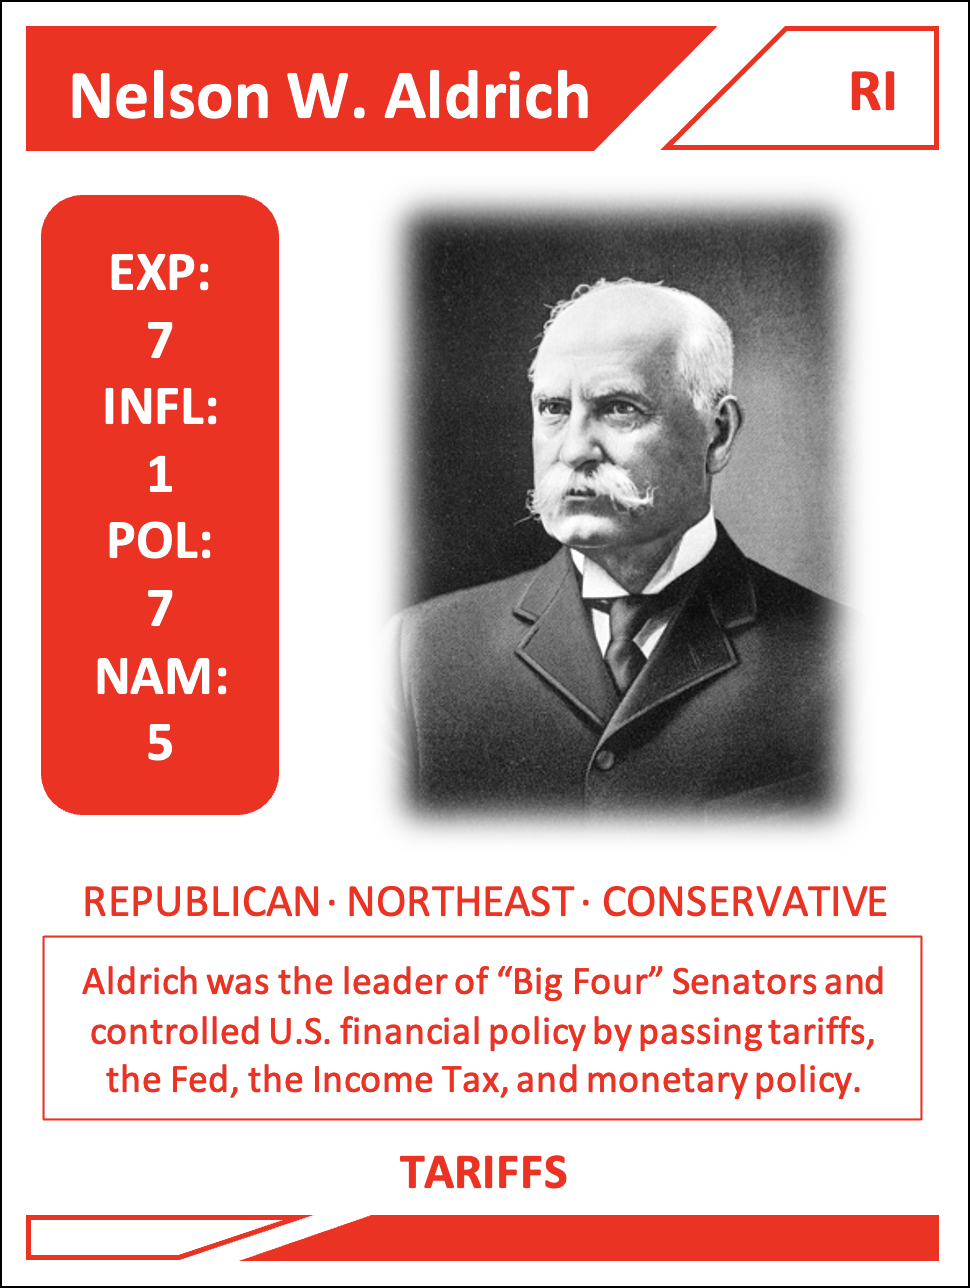 Nelson W. Aldrich
RI
EXP:
7
INFL:
1
POL:
7
NAM:
5
REPUBLICAN · NORTHEAST · CONSERVATIVE
Aldrich was the leader of “Big Four” Senators and
controlled U.S. financial policy by passing tariffs,
the Fed, the Income Tax, and monetary policy.
TARIFFS